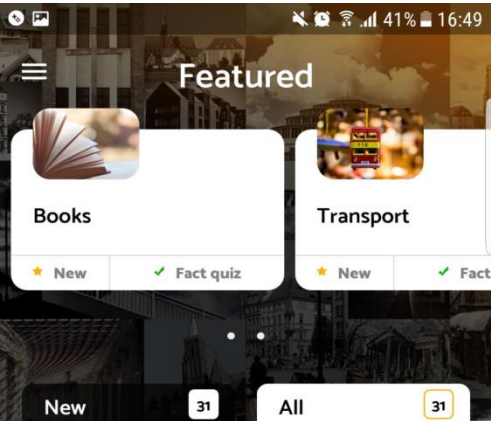 41% 16:49
Featured
Books
Transport
New
Fact quiz
New
Fact
New 31
All 31